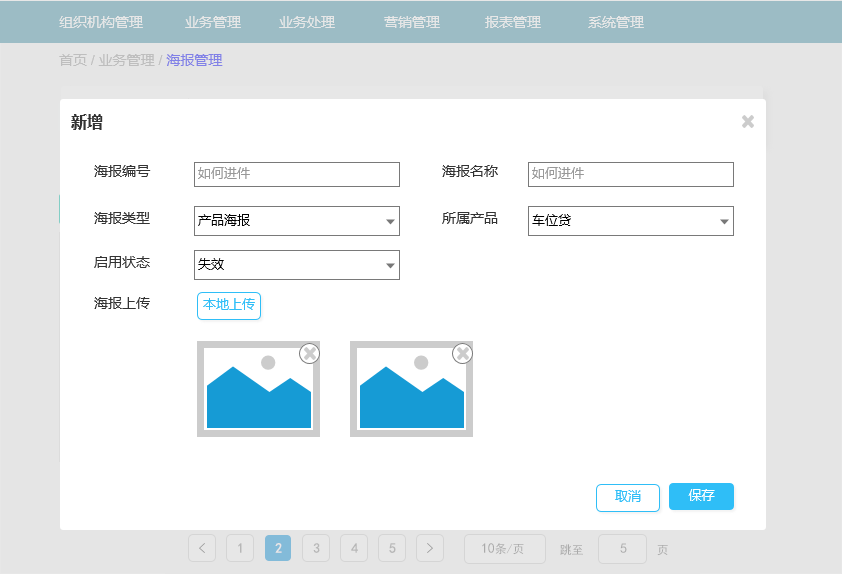 组织机构管理 业务管理 业务处理 营销管理 报表管理 系统管理
首页 / 业务管理 / 海报管理
新增
海报编号 如何进件 海报名称 如何进件
海报类型 产品海报 所属产品 车位贷
启用状态 失效
海报上传 本地上传
取消 保存
1 2 3 4 5 10条/页 跳至 5 页